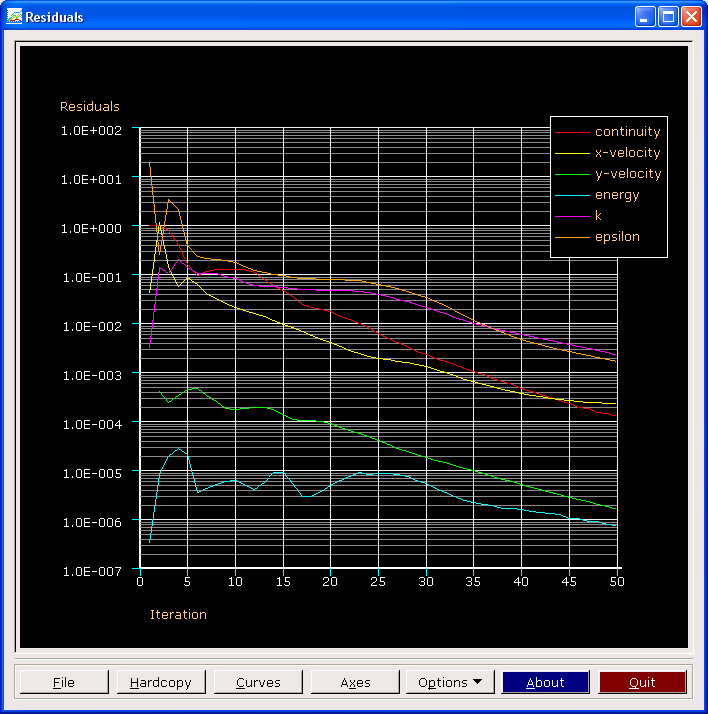 Residuals
Residuals
1.0E+002
1.0E+001
1.0E+000
1.0E-001
1.0E-002
1.0E-003
1.0E-004
1.0E-005
1.0E-006
1.0E-007
continuity
x-velocity
y-velocity
energy
k
epsilon
0 5 10 15 20 25 30 35 40 45 50
Iteration
File Hardcopy Curves Axes Options About Quit